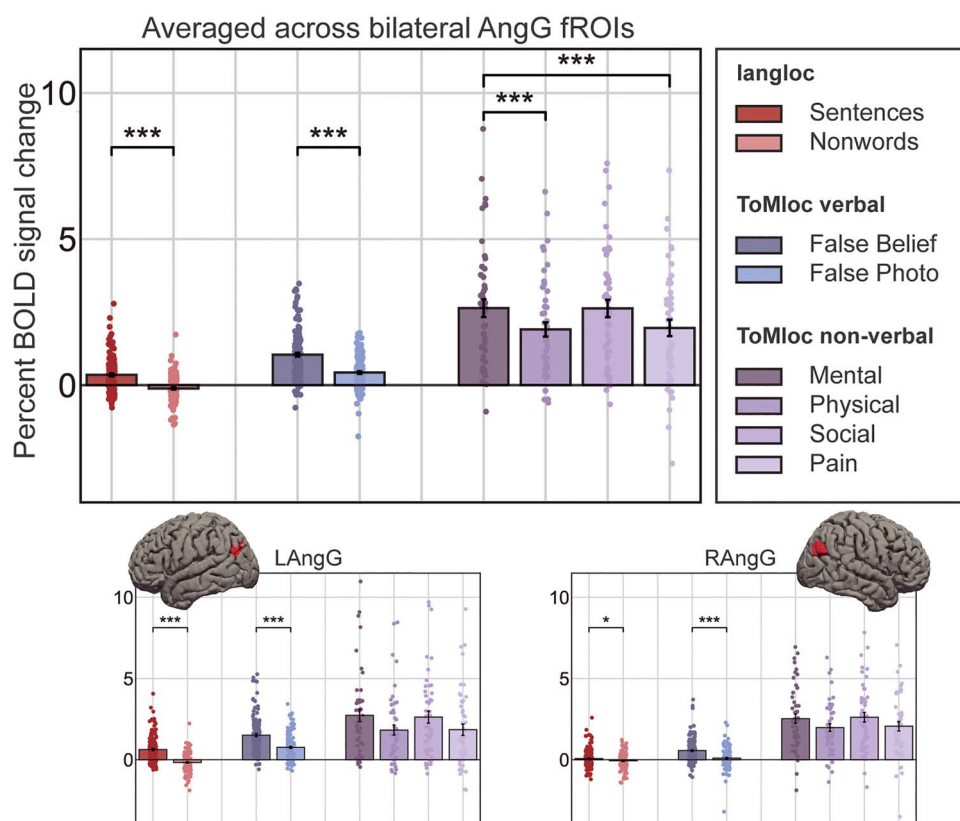 Averaged across bilateral AngG fROIs
Percent BOLD signal change
10
5
0
***
***
***
***
langloc
Sentences
Nonwords
ToMloc verbal
False Belief
False Photo
ToMloc non-verbal
Mental
Physical
Social
Pain
LAngG
10
5
0
***
***
RAngG
10
5
0
*
***